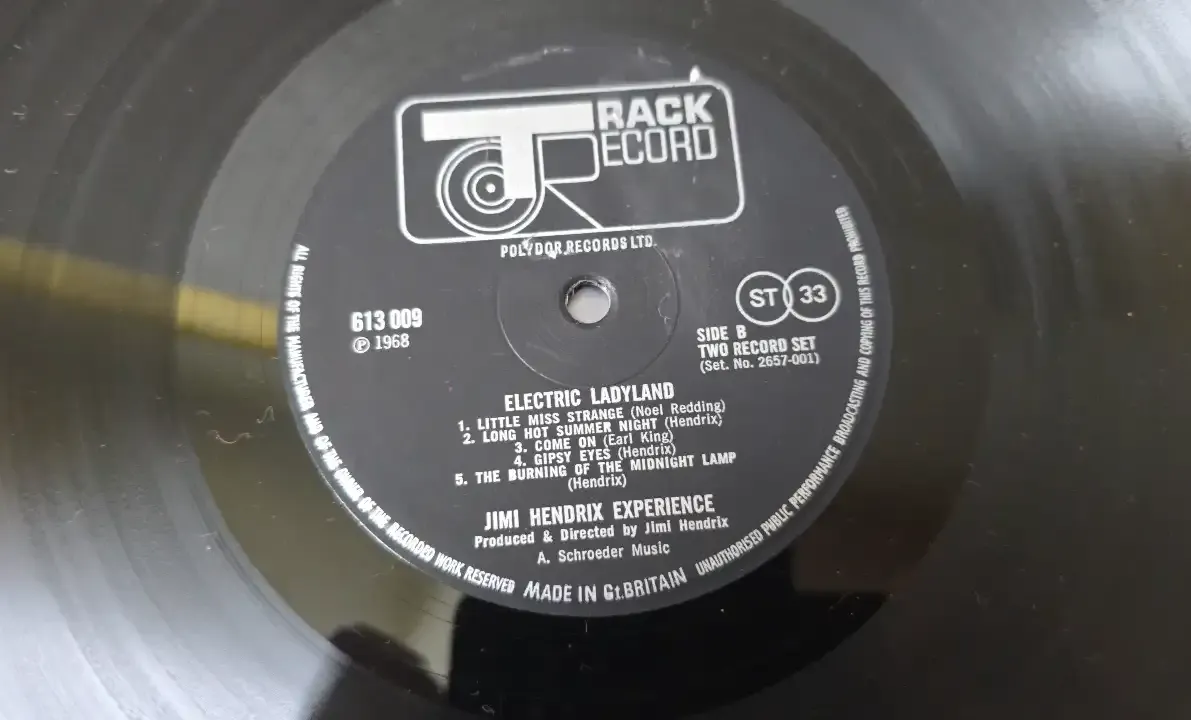 TRACK
RECORD
POLYDOR RECORDS LTD.
613 009
Ⓟ 1968
ST 33
SIDE B
TWO RECORD SET
(Set. No. 2657-001)
ELECTRIC LADYLAND
1. LITTLE MISS STRANGE (Noel Redding)
2. LONG HOT SUMMER NIGHT (Hendrix)
3. COME ON (Earl King)
4. GIPSY EYES (Hendrix)
5. THE BURNING OF THE MIDNIGHT LAMP
(Hendrix)
JIMI HENDRIX EXPERIENCE
Produced & Directed by Jimi Hendrix
A. Schroeder Music
ALL RIGHTS OF THE MANUFACTURER AND OF THE OWNER OF THE RECORDED WORK RESERVED
MADE IN Gt.BRITAIN
UNAUTHORISED PUBLIC PERFORMANCE BROADCASTING AND COPYING OF THIS RECORD PROHIBITED